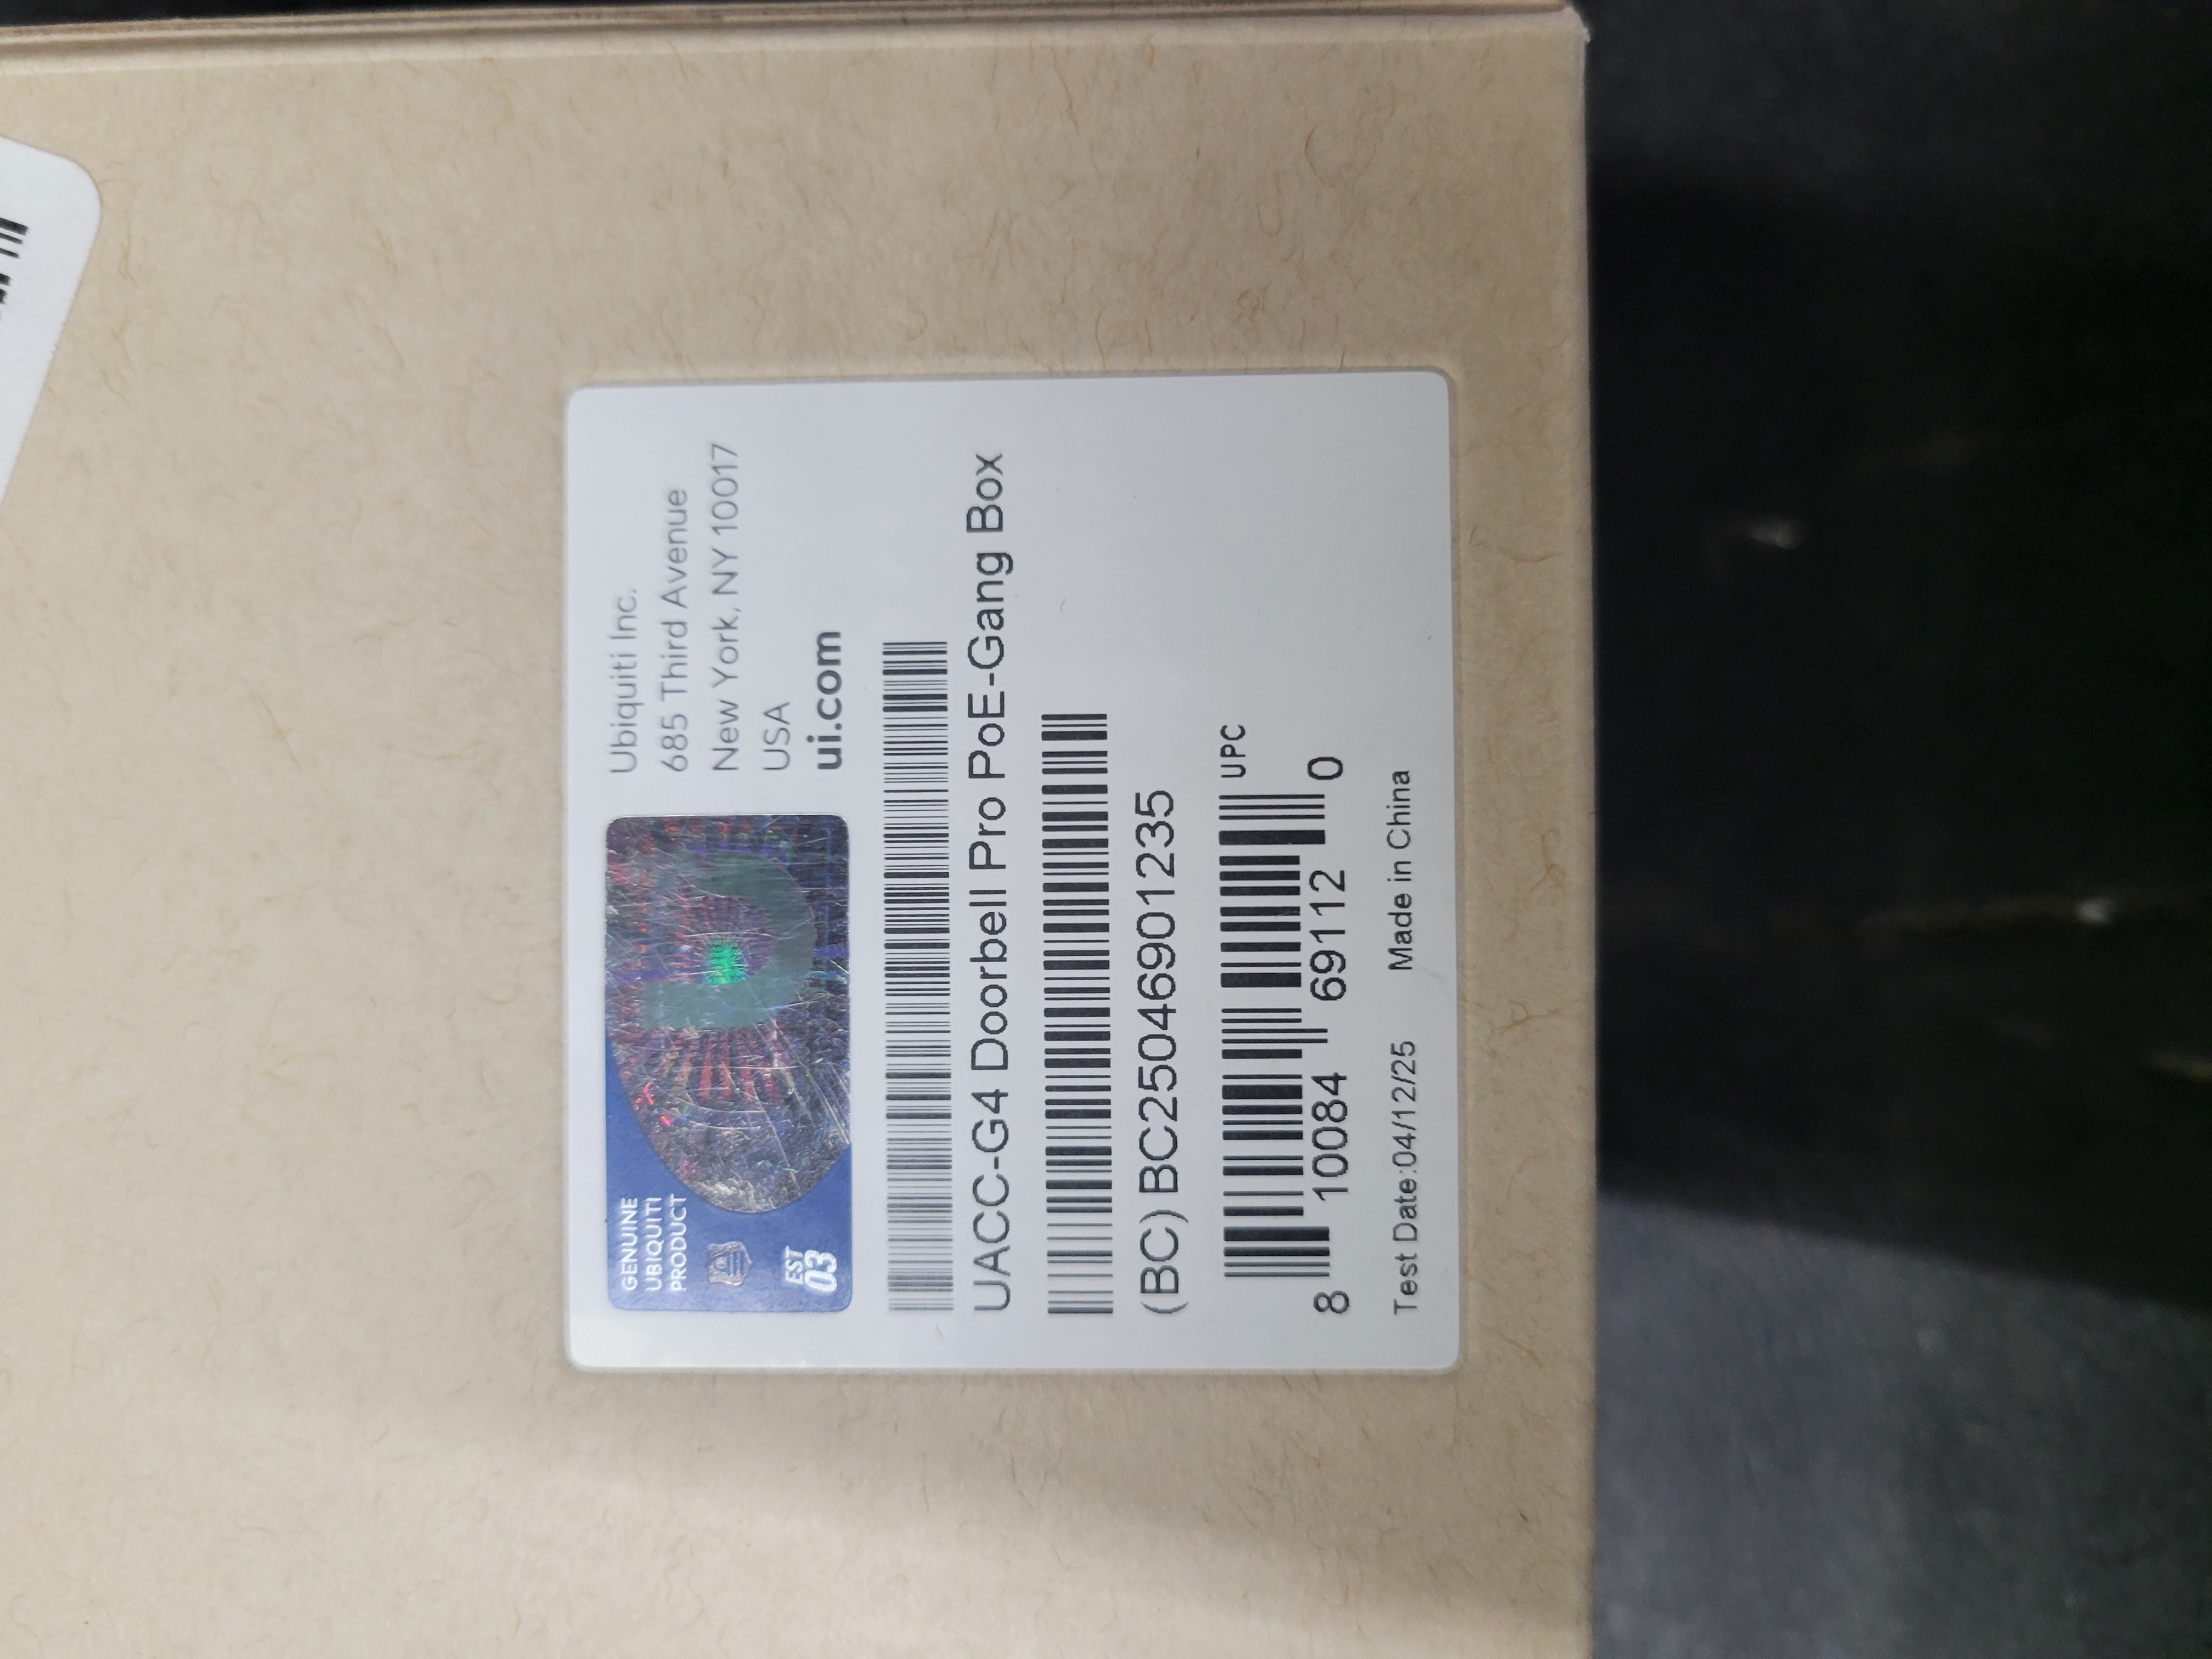 GENUINE
UBIQUITI
PRODUCT
EST
03
Ubiquiti Inc.
685 Third Avenue
New York, NY 10017
USA
ui.com
UACC-G4 Doorbell Pro PoE-Gang Box
(BC) BC25046901235
UPC
8 10084 69112 0
Test Date:04/12/25 Made in China